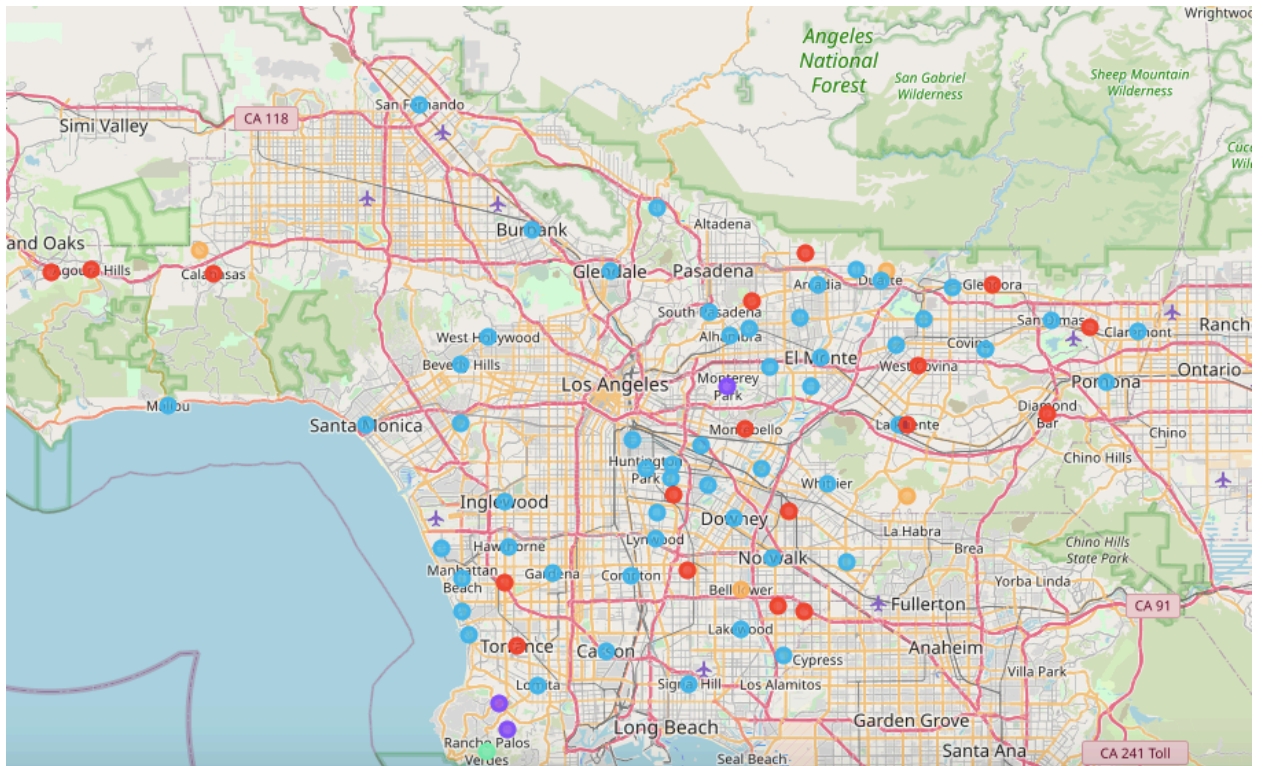 Wrightwoo
Angeles
National
Forest
San Gabriel
Wilderness
Sheep Mountain
Wilderness
San Fernando
CA 118
Simi Valley
Cuc
Wil
Altadena
Burbank
and Oaks
Agoura Hills
Calabasas
Glendale
Pasadena
Arcadia
Duarte
Glendora
South Pasadena
San Dimas
Claremont
Ranch
West Hollywood
Alhambra
Covina
El Monte
Beverly Hills
West Covina
Ontario
Los Angeles
Monterey
Park
Pomona
Malibu
Diamond
Bar
Santa Monica
Montebello
La Puente
Chino
Huntington
Park
Chino Hills
Whittier
Inglewood
Downey
La Habra
Lynwood
Hawthorne
Brea
Chino Hills
State Park
Norwalk
Manhattan
Beach
Gardena
Compton
Yorba Linda
Bellflower
Fullerton
CA 91
Lakewood
Torrance
Carson
Cypress
Anaheim
Villa Park
Lomita
Signal Hill
Los Alamitos
Long Beach
Garden Grove
Rancho Palos
Verdes
Seal Beach
Santa Ana
CA 241 Toll